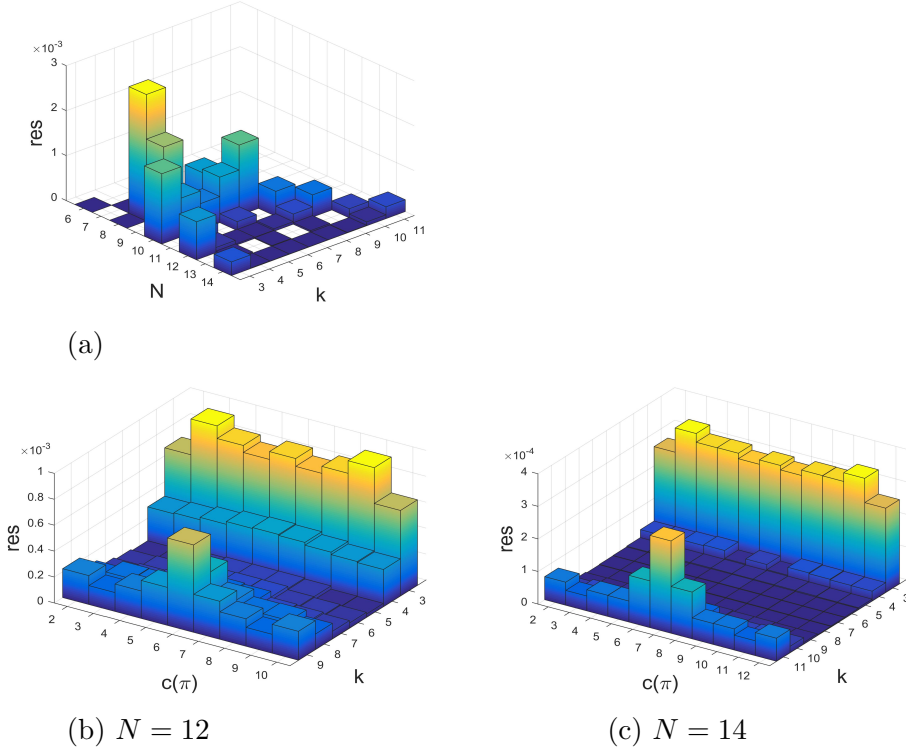 ×10⁻³
3
2
1
0
res
6 7 8 9 10 11 12 13 14
N
3 4 5 6 7 8 9 10 11
k
(a)
×10⁻³
1
0.8
0.6
0.4
0.2
0
res
2 3 4 5 6 7 8 9 10
c(π)
9 8 7 6 5 4 3
k
(b) N = 12
×10⁻⁴
4
3
2
1
0
res
2 3 4 5 6 7 8 9 10 11 12
c(π)
11 10 9 8 7 6 5 4 3
k
(c) N = 14